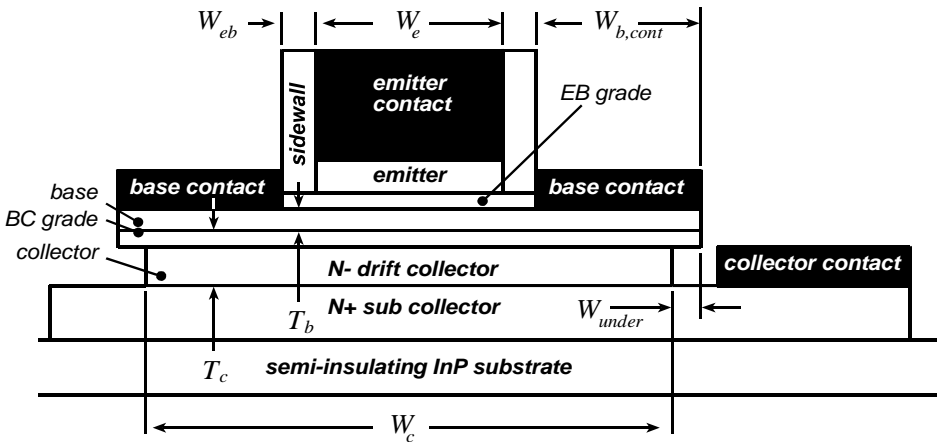 W_eb
W_e
W_b,cont
emitter
contact
EB grade
sidewall
emitter
base contact
base contact
base
BC grade
collector
N- drift collector
collector contact
N+ sub collector
T_b
W_under
T_c
semi-insulating InP substrate
W_c